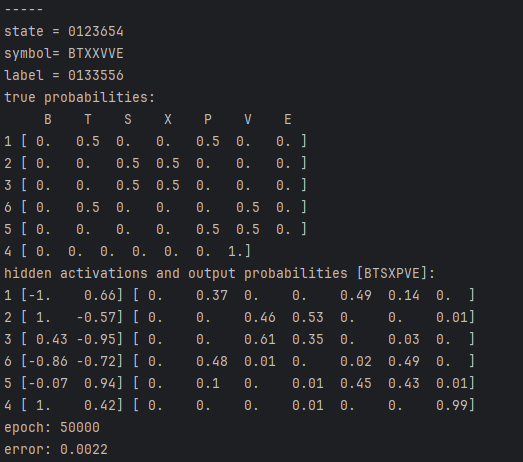 -----
state = 0123654
symbol= BTXXVVE
label = 0133556
true probabilities:
     B    T    S    X    P    V    E
1 [ 0.   0.5  0.   0.   0.5  0.   0. ]
2 [ 0.   0.   0.5  0.5  0.   0.   0. ]
3 [ 0.   0.   0.5  0.5  0.   0.   0. ]
6 [ 0.   0.5  0.   0.   0.   0.5  0. ]
5 [ 0.   0.   0.   0.   0.5  0.5  0. ]
4 [ 0.  0.  0.  0.  0.  0.  1.]
hidden activations and output probabilities [BTSXPVE]:
1 [-1.    0.66] [ 0.    0.37  0.    0.    0.49  0.14  0.  ]
2 [ 1.   -0.57] [ 0.    0.    0.46  0.53  0.    0.    0.01]
3 [ 0.43 -0.95] [ 0.    0.    0.61  0.35  0.    0.03  0.  ]
6 [-0.86 -0.72] [ 0.    0.48  0.01  0.    0.02  0.49  0.  ]
5 [-0.07  0.94] [ 0.    0.1   0.    0.01  0.45  0.43  0.01]
4 [ 1.    0.42] [ 0.    0.    0.    0.01  0.    0.    0.99]
epoch: 50000
error: 0.0022